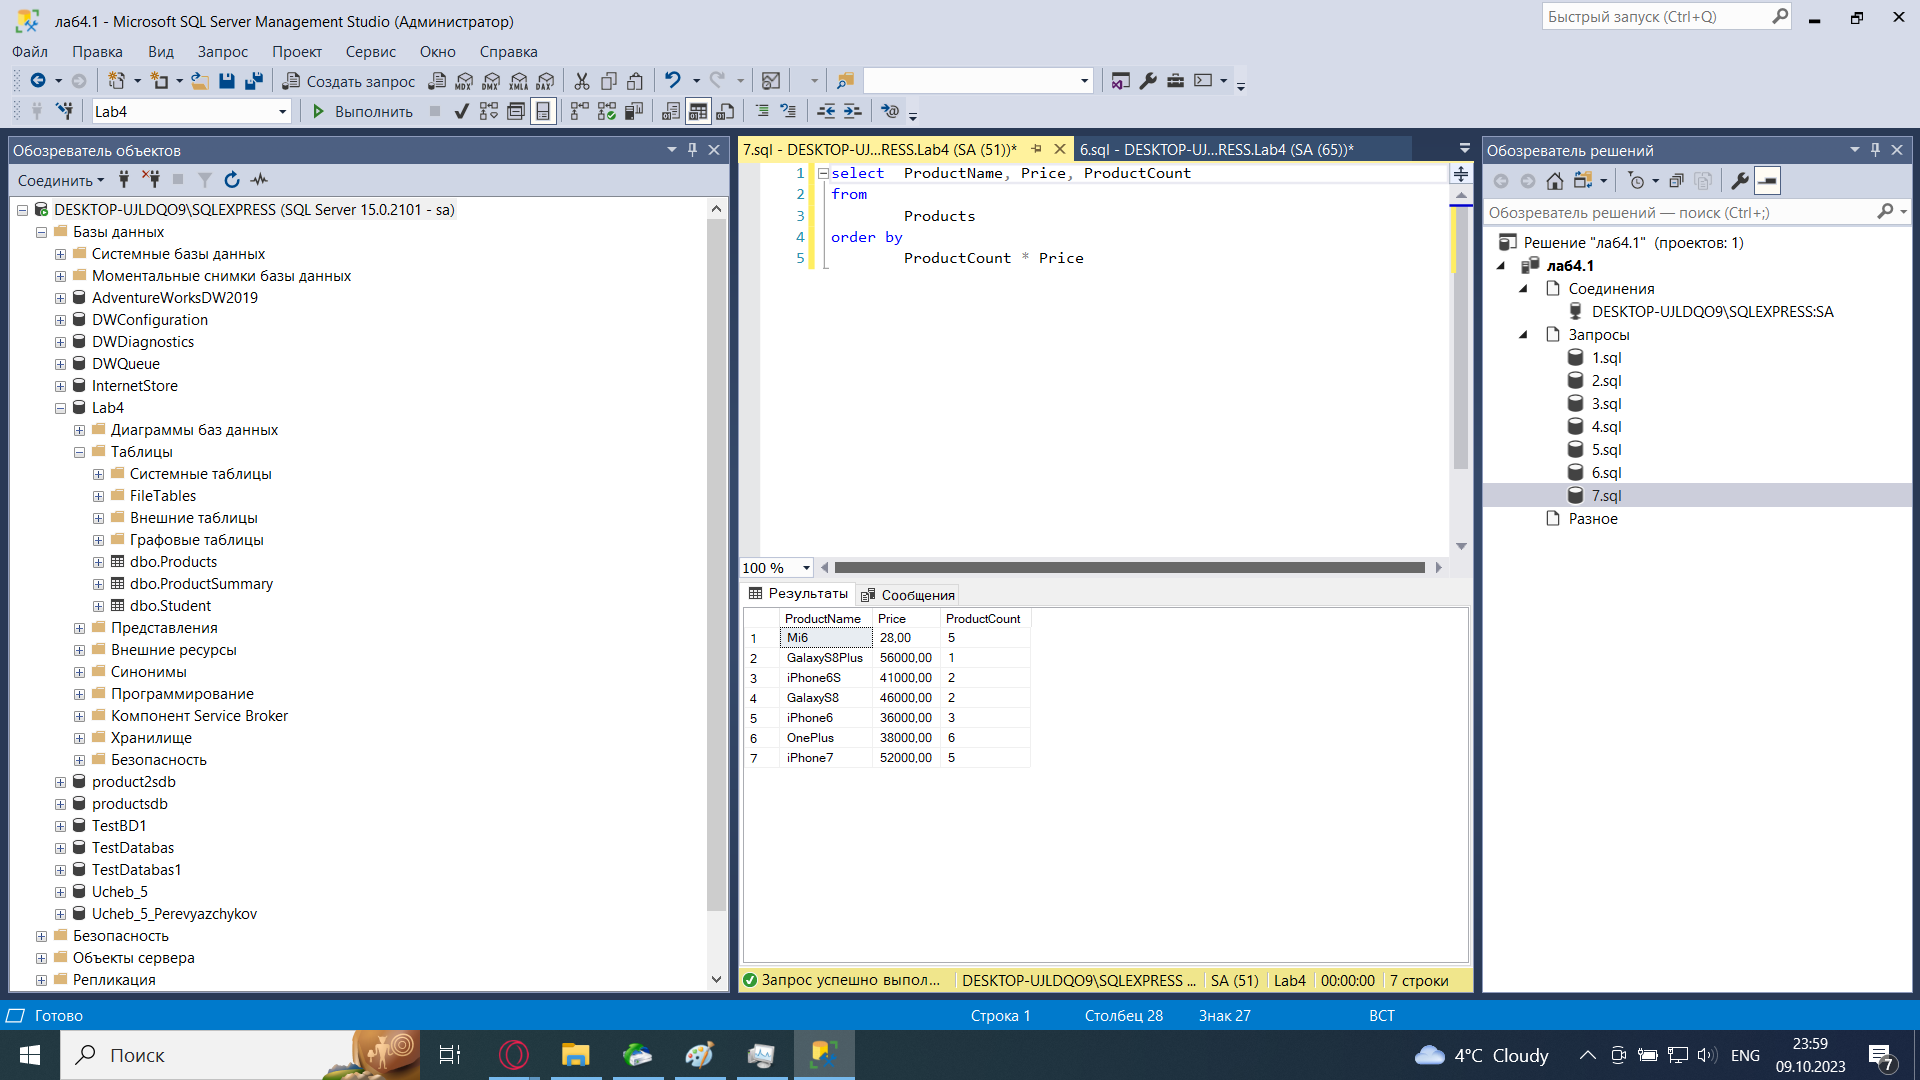 лаб4.1 - Microsoft SQL Server Management Studio (Администратор)
Быстрый запуск (Ctrl+Q)
Файл Правка Вид Запрос Проект Сервис Окно Справка
Создать запрос MDX DMX XMLA DAX
Lab4 Выполнить
Обозреватель объектов
Соединить
DESKTOP-UJLDQO9\SQLEXPRESS (SQL Server 15.0.2101 - sa)
Базы данных
Системные базы данных
Моментальные снимки базы данных
AdventureWorksDW2019
DWConfiguration
DWDiagnostics
DWQueue
InternetStore
Lab4
Диаграммы баз данных
Таблицы
Системные таблицы
FileTables
Внешние таблицы
Графовые таблицы
dbo.Products
dbo.ProductSummary
dbo.Student
Представления
Внешние ресурсы
Синонимы
Программирование
Компонент Service Broker
Хранилище
Безопасность
product2sdb
productsdb
TestBD1
TestDatabas
TestDatabas1
Ucheb_5
Ucheb_5_Perevyazchykov
Безопасность
Объекты сервера
Репликация
7.sql - DESKTOP-UJ...RESS.Lab4 (SA (51))* 6.sql - DESKTOP-UJ...RESS.Lab4 (SA (65))*
1 select ProductName, Price, ProductCount
2 from
3 Products
4 order by
5 ProductCount * Price
100 %
Результаты Сообщения
ProductName Price ProductCount
1 Mi6 28,00 5
2 GalaxyS8Plus 56000,00 1
3 iPhone6S 41000,00 2
4 GalaxyS8 46000,00 2
5 iPhone6 36000,00 3
6 OnePlus 38000,00 6
7 iPhone7 52000,00 5
Запрос успешно выпол... DESKTOP-UJLDQO9\SQLEXPRESS ... SA (51) Lab4 00:00:00 7 строки
Обозреватель решений
Обозреватель решений — поиск (Ctrl+;)
Решение "лаб4.1" (проектов: 1)
лаб4.1
Соединения
DESKTOP-UJLDQO9\SQLEXPRESS:SA
Запросы
1.sql
2.sql
3.sql
4.sql
5.sql
6.sql
7.sql
Разное
Готово Строка 1 Столбец 28 Знак 27 ВСТ
Поиск
4°C Cloudy ENG
23:59
09.10.2023
7